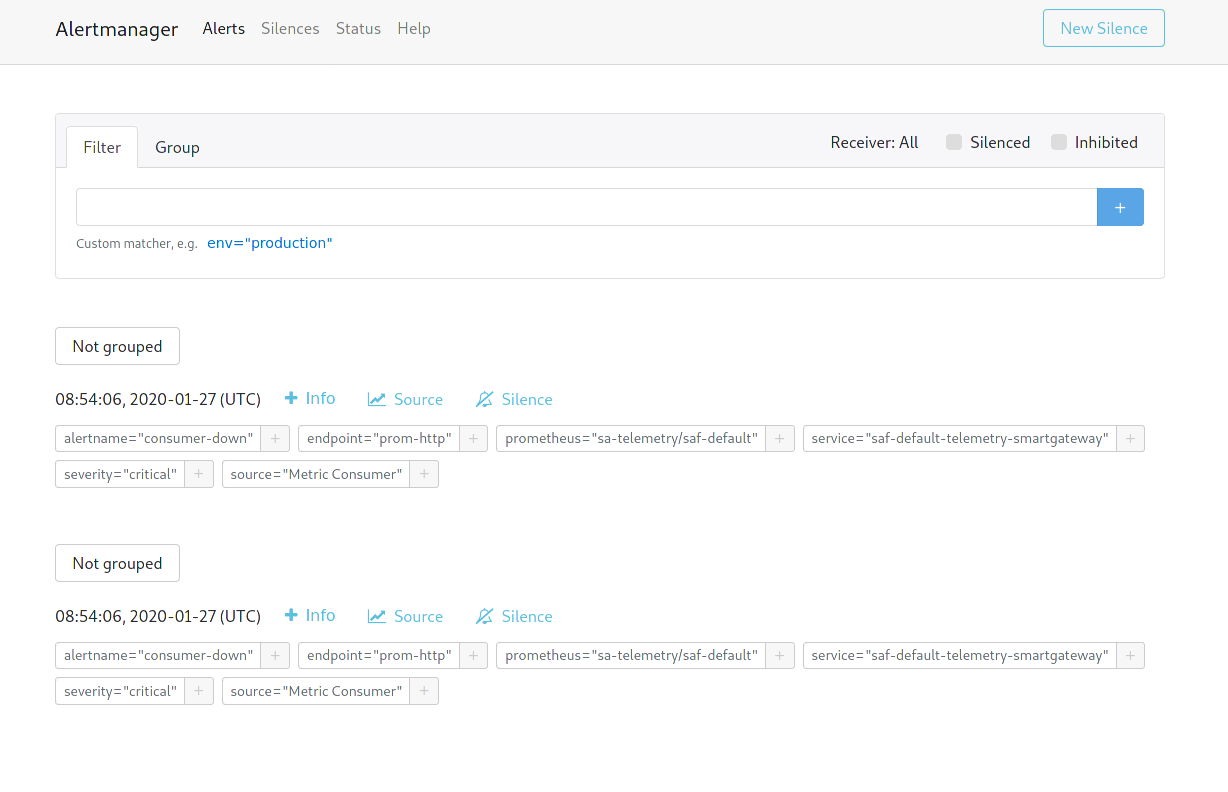 Alertmanager Alerts Silences Status Help New Silence
Filter Group Receiver: All Silenced Inhibited
+
Custom matcher, e.g. env="production"
Not grouped
08:54:06, 2020-01-27 (UTC) + Info Source Silence
alertname="consumer-down" + endpoint="prom-http" + prometheus="sa-telemetry/saf-default" + service="saf-default-telemetry-smartgateway" +
severity="critical" + source="Metric Consumer" +
Not grouped
08:54:06, 2020-01-27 (UTC) + Info Source Silence
alertname="consumer-down" + endpoint="prom-http" + prometheus="sa-telemetry/saf-default" + service="saf-default-telemetry-smartgateway" +
severity="critical" + source="Metric Consumer" +